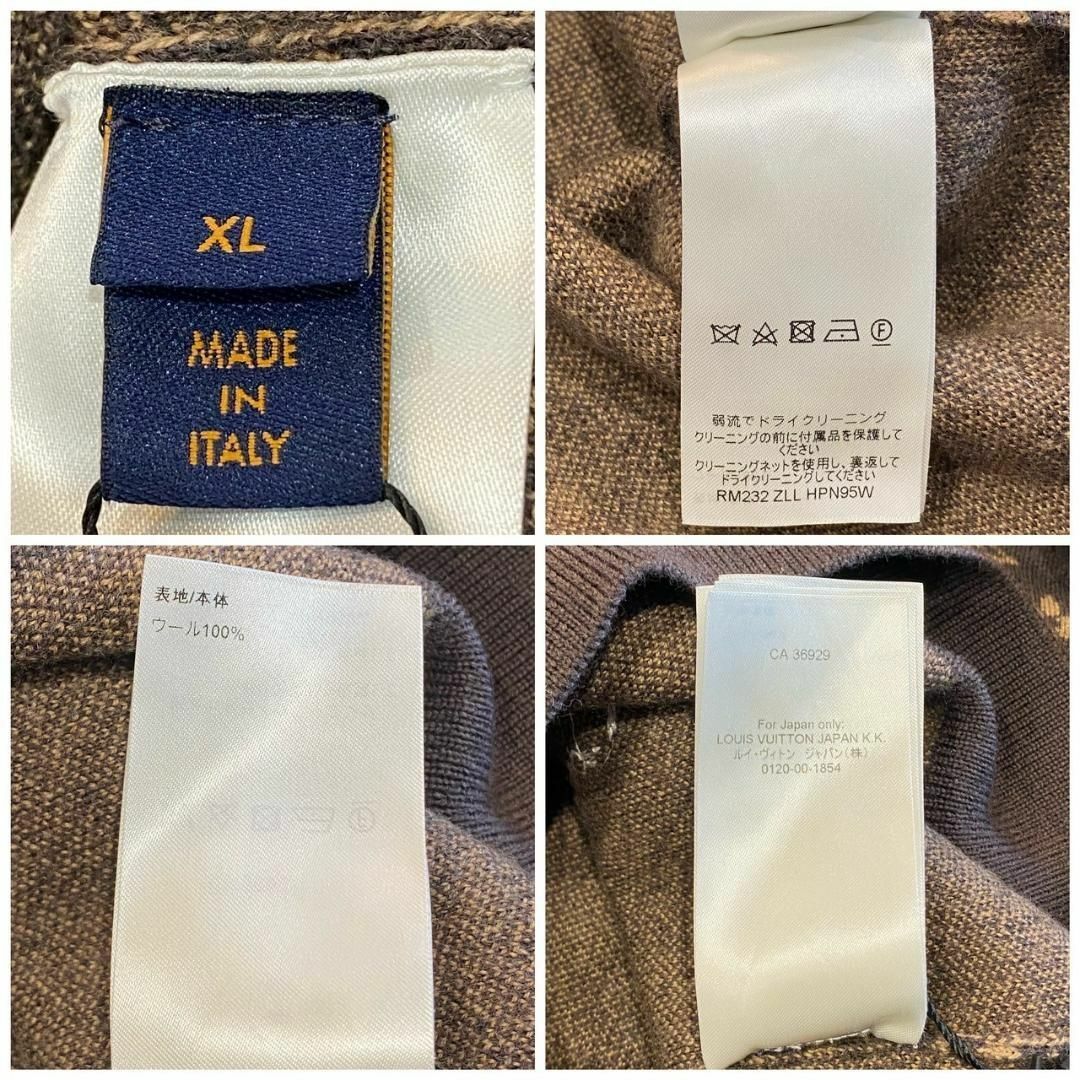 XL
MADE
IN
ITALY
F
弱流でドライクリーニング
クリーニングの前に付属品を保護して
ください
クリーニングネットを使用し、裏返して
ドライクリーニングしてください
RM232 ZLL HPN95W
表地/本体
ウール100%
CA 36929
For Japan only:
LOUIS VUITTON JAPAN K.K.
ルイ・ヴィトン ジャパン(株)
0120-00-1854